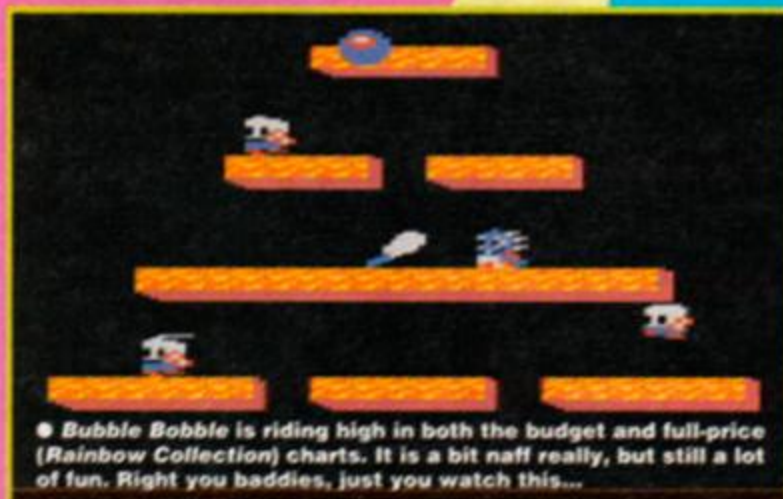 ● Bubble Bobble is riding high in both the budget and full-price
(Rainbow Collection) charts. It is a bit naff really, but still a lot
of fun. Right you baddies, just you watch this...